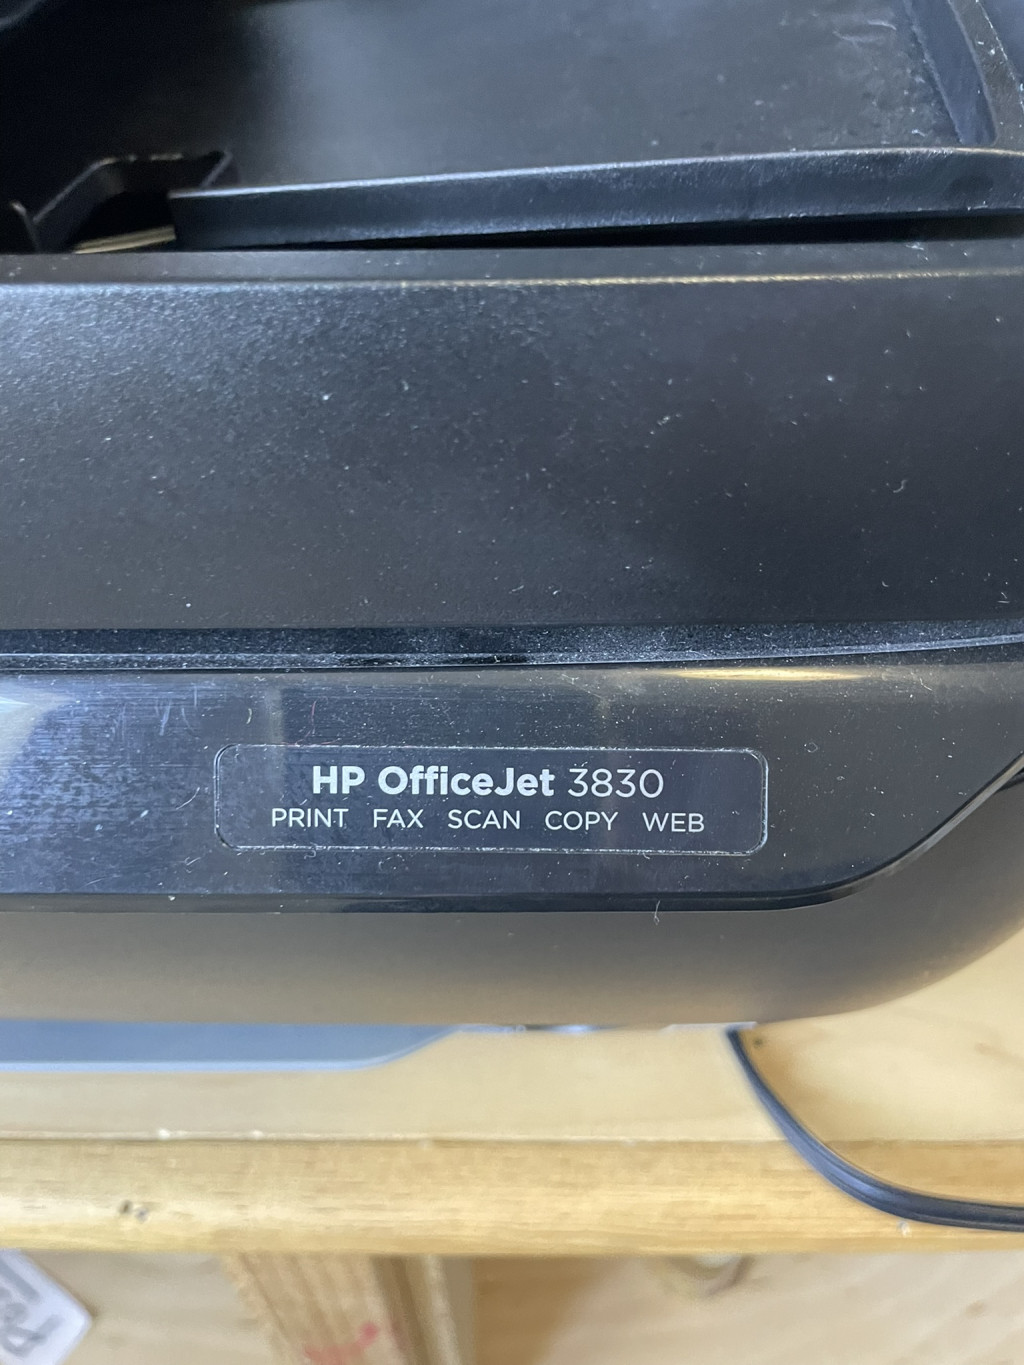 HP OfficeJet 3830
PRINT FAX SCAN COPY WEB